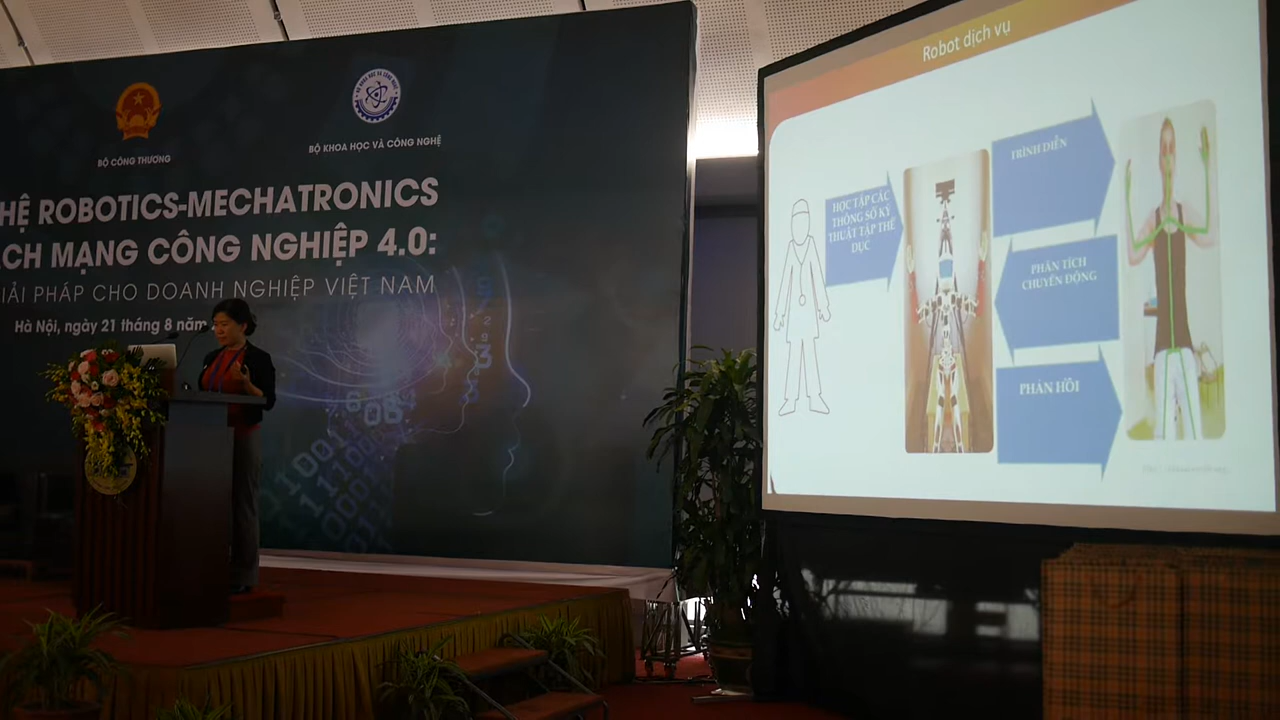 BỘ CÔNG THƯƠNG
BỘ KHOA HỌC VÀ CÔNG NGHỆ
HỆ ROBOTICS-MECHATRONICS
ÁCH MẠNG CÔNG NGHIỆP 4.0:
IẢI PHÁP CHO DOANH NGHIỆP VIỆT NAM
Hà Nội, ngày 21 tháng 8 năm
Robot dịch vụ
HỌC TẬP CÁC
THÔNG SỐ KỸ
THUẬT TẬP THỂ
DỤC
TRÌNH DIỄN
PHÂN TÍCH
CHUYỂN ĐỘNG
PHẢN HỒI